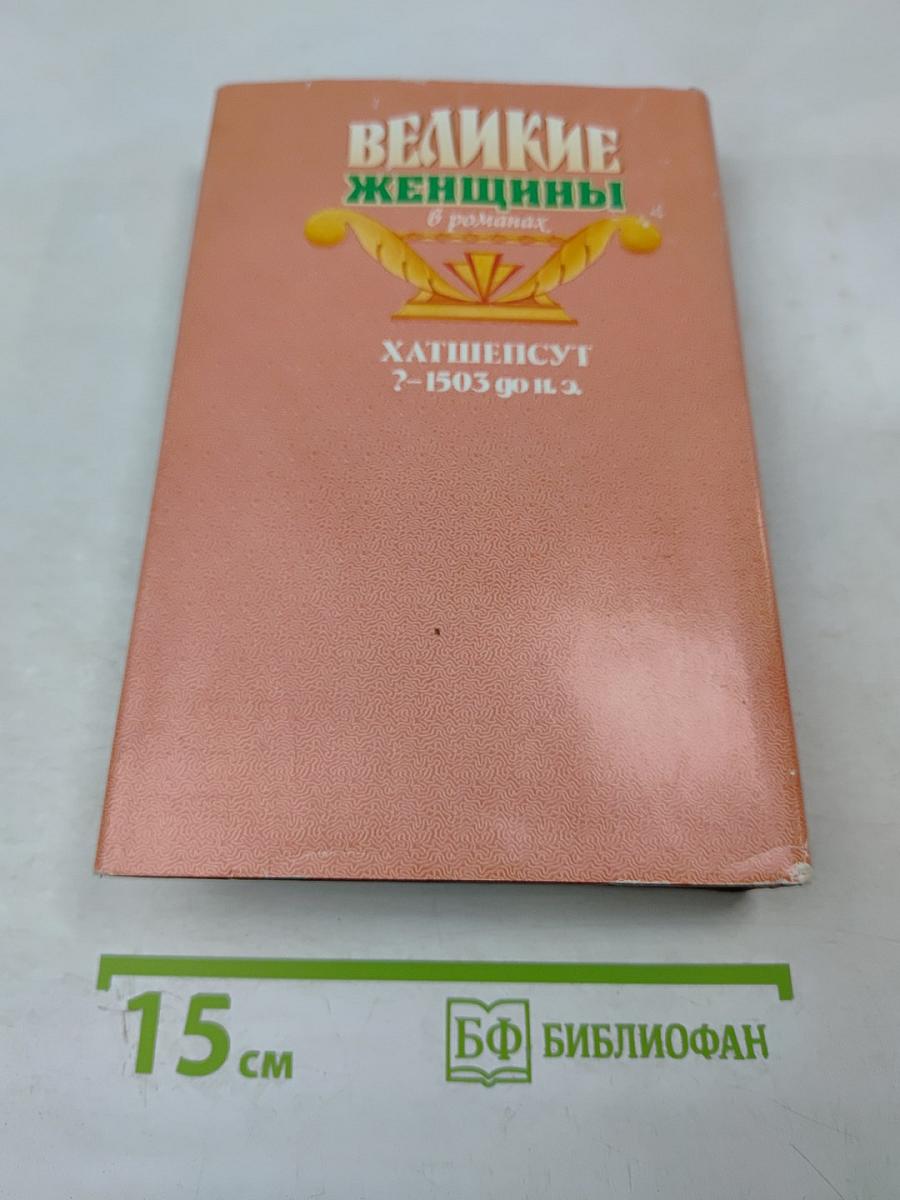 ВЕЛИКИЕ
ЖЕНЩИНЫ
в романах
ХАТШЕПСУТ
?–1503 до н. э.
15 см
БФ БИБЛИОФАН